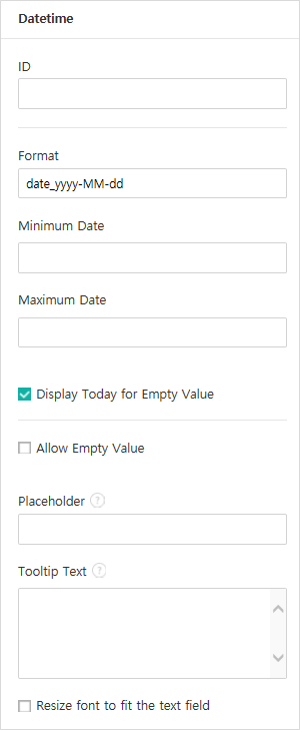 Datetime
ID
Format
date_yyyy-MM-dd
Minimum Date
Maximum Date
Display Today for Empty Value
Allow Empty Value
Placeholder ?
Tooltip Text ?
Resize font to fit the text field